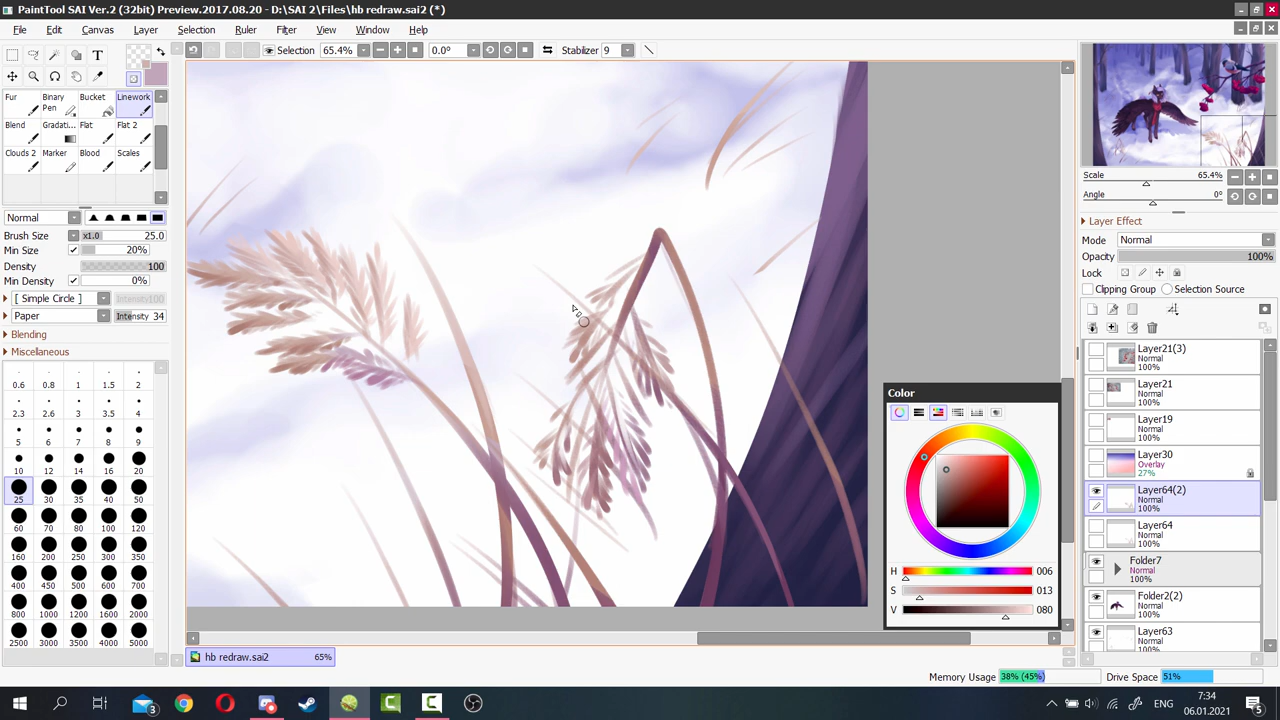 PaintTool SAI Ver.2 (32bit) Preview.2017.08.20 - D:\SAI 2\Files\hb redraw.sai2 (*)
File Edit Canvas Layer Selection Ruler Filter View Window Help
Selection 65.4% 0.0° Stabilizer 9
Fur Binary Pen Bucket Linework
Blend Gradati... Flat Flat 2
Clouds 2 Marker Blood Scales
Normal
Brush Size x1.0 25.0
Min Size 20%
Density 100
Min Density 0%
[ Simple Circle ] Intensity 100
Paper Intensity 34
Blending
Miscellaneous
0.6 0.8 1 1.5 2
2.3 2.6 3 3.5 4
5 6 7 8 9
10 12 14 16 20
25 30 35 40 50
60 70 80 100 120
160 200 250 300 350
400 450 500 600 700
800 1000 1200 1400 1600
2500 3000 3500 4000 5000
Color
H 006
S 013
V 080
Scale 65.4%
Angle 0°
Layer Effect
Mode Normal
Opacity 100%
Lock
Clipping Group Selection Source
Layer21(3)
Normal
100%
Layer21
Normal
100%
Layer19
Normal
100%
Layer30
Overlay
27%
Layer64(2)
Normal
100%
Layer64
Normal
100%
Folder7
Normal
100%
Folder2(2)
Normal
100%
Layer63
Normal
100%
hb redraw.sai2 65%
Memory Usage 38% (45%) Drive Space 51%
3
ENG 7:34
06.01.2021 5